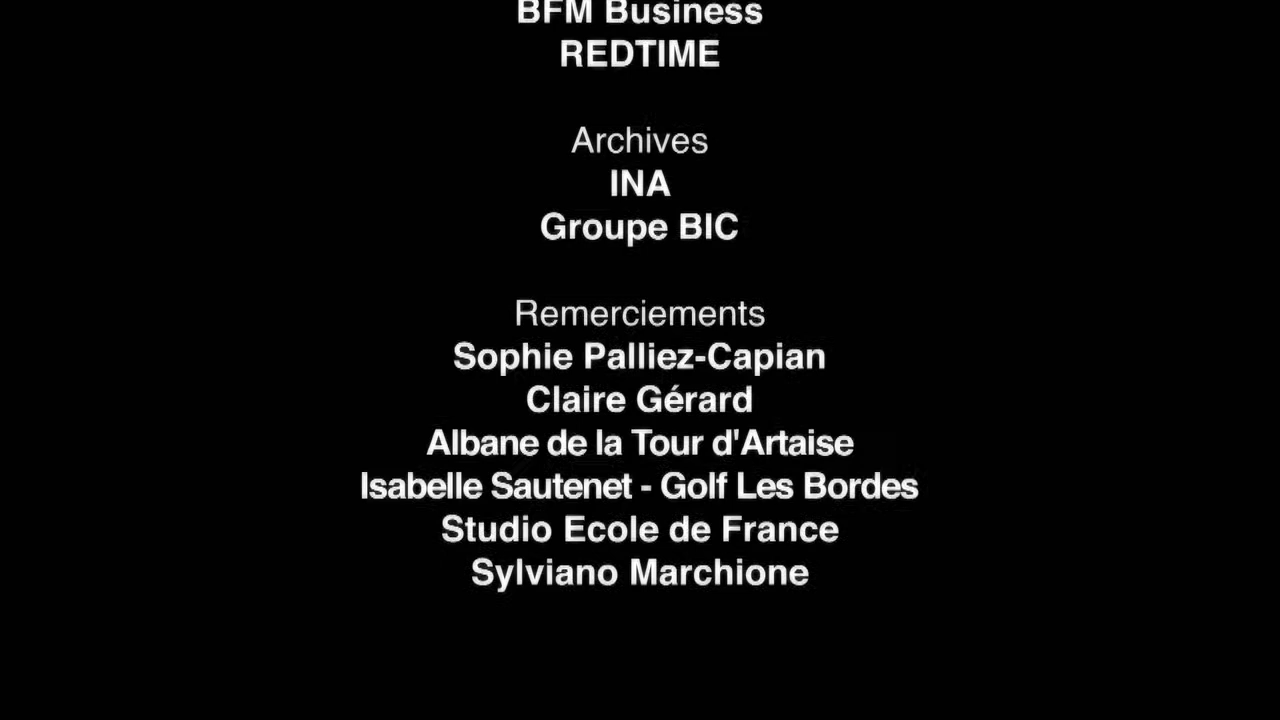 BFM Business
REDTIME
Archives
INA
Groupe BIC
Remerciements
Sophie Palliez-Capian
Claire Gérard
Albane de la Tour d'Artaise
Isabelle Sautenet - Golf Les Bordes
Studio Ecole de France
Sylviano Marchione